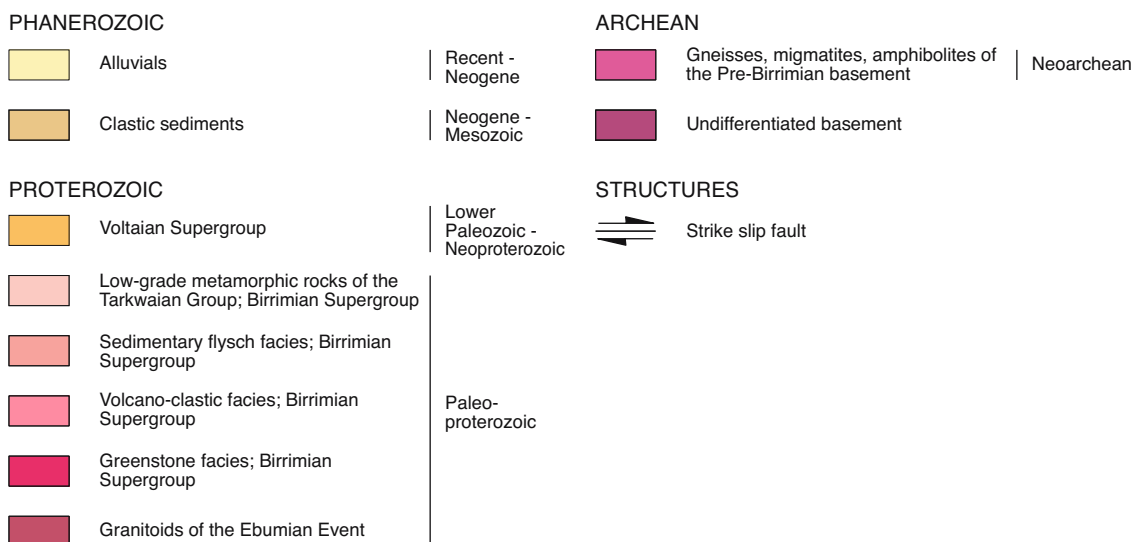 PHANEROZOIC
Alluvials
Recent -
Neogene
Clastic sediments
Neogene -
Mesozoic
PROTEROZOIC
Voltaian Supergroup
Lower
Paleozoic -
Neoproterozoic
Low-grade metamorphic rocks of the
Tarkwaian Group; Birrimian Supergroup
Sedimentary flysch facies; Birrimian
Supergroup
Volcano-clastic facies; Birrimian
Supergroup
Paleo-
proterozoic
Greenstone facies; Birrimian
Supergroup
Granitoids of the Ebumian Event
ARCHEAN
Gneisses, migmatites, amphibolites of
the Pre-Birrimian basement
Neoarchean
Undifferentiated basement
STRUCTURES
Strike slip fault